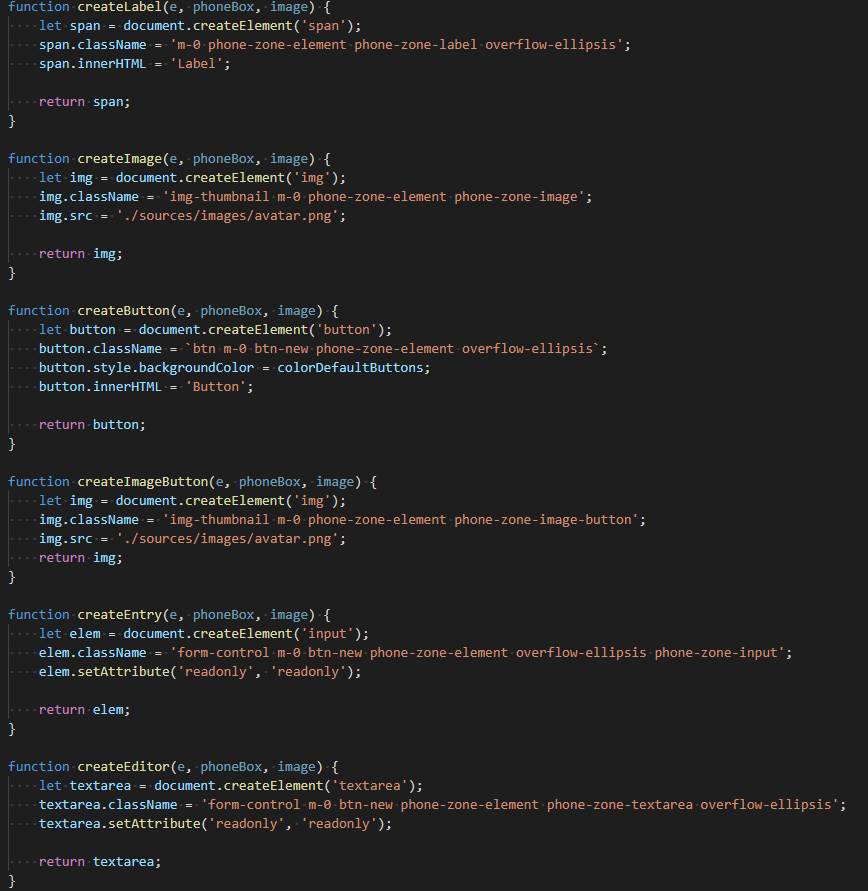 function createLabel(e, phoneBox, image) {
    let span = document.createElement('span');
    span.className = 'm-0 phone-zone-element phone-zone-label overflow-ellipsis';
    span.innerHTML = 'Label';

    return span;
}

function createImage(e, phoneBox, image) {
    let img = document.createElement('img');
    img.className = 'img-thumbnail m-0 phone-zone-element phone-zone-image';
    img.src = './sources/images/avatar.png';

    return img;
}

function createButton(e, phoneBox, image) {
    let button = document.createElement('button');
    button.className = `btn m-0 btn-new phone-zone-element overflow-ellipsis`;
    button.style.backgroundColor = colorDefaultButtons;
    button.innerHTML = 'Button';

    return button;
}

function createImageButton(e, phoneBox, image) {
    let img = document.createElement('img');
    img.className = 'img-thumbnail m-0 phone-zone-element phone-zone-image-button';
    img.src = './sources/images/avatar.png';
    return img;
}

function createEntry(e, phoneBox, image) {
    let elem = document.createElement('input');
    elem.className = 'form-control m-0 btn-new phone-zone-element overflow-ellipsis phone-zone-input';
    elem.setAttribute('readonly', 'readonly');

    return elem;
}

function createEditor(e, phoneBox, image) {
    let textarea = document.createElement('textarea');
    textarea.className = 'form-control m-0 btn-new phone-zone-element phone-zone-textarea overflow-ellipsis';
    textarea.setAttribute('readonly', 'readonly');

    return textarea;
}